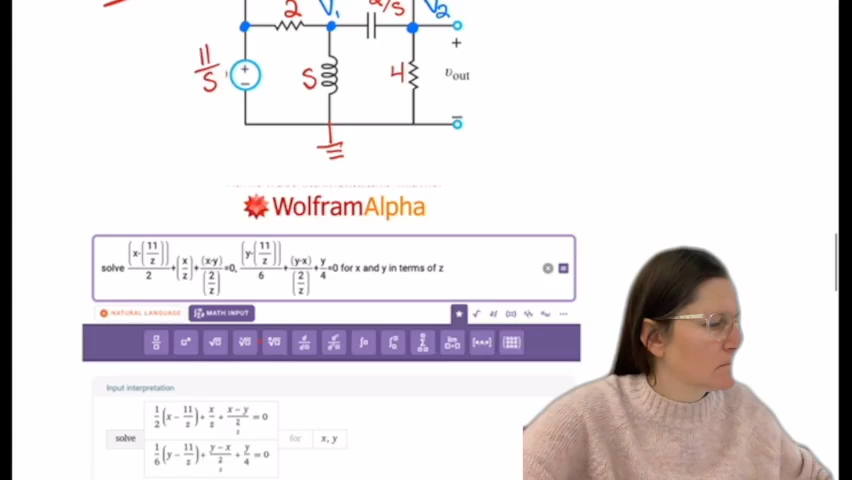 2 V₁ 2/s V₂
+
11/s + − s 4 vout
−
WolframAlpha
solve (x-(11/z))/2+(x/z)+(x-y)/(2/z)=0, (y-(11/z))/6+(y-x)/(2/z)+y/4=0 for x and y in terms of z
NATURAL LANGUAGE MATH INPUT
Input interpretation
solve 1/2(x − 11/z) + x/z + (x − y)/(2/z) = 0 for x, y
1/6(y − 11/z) + (y − x)/(2/z) + y/4 = 0